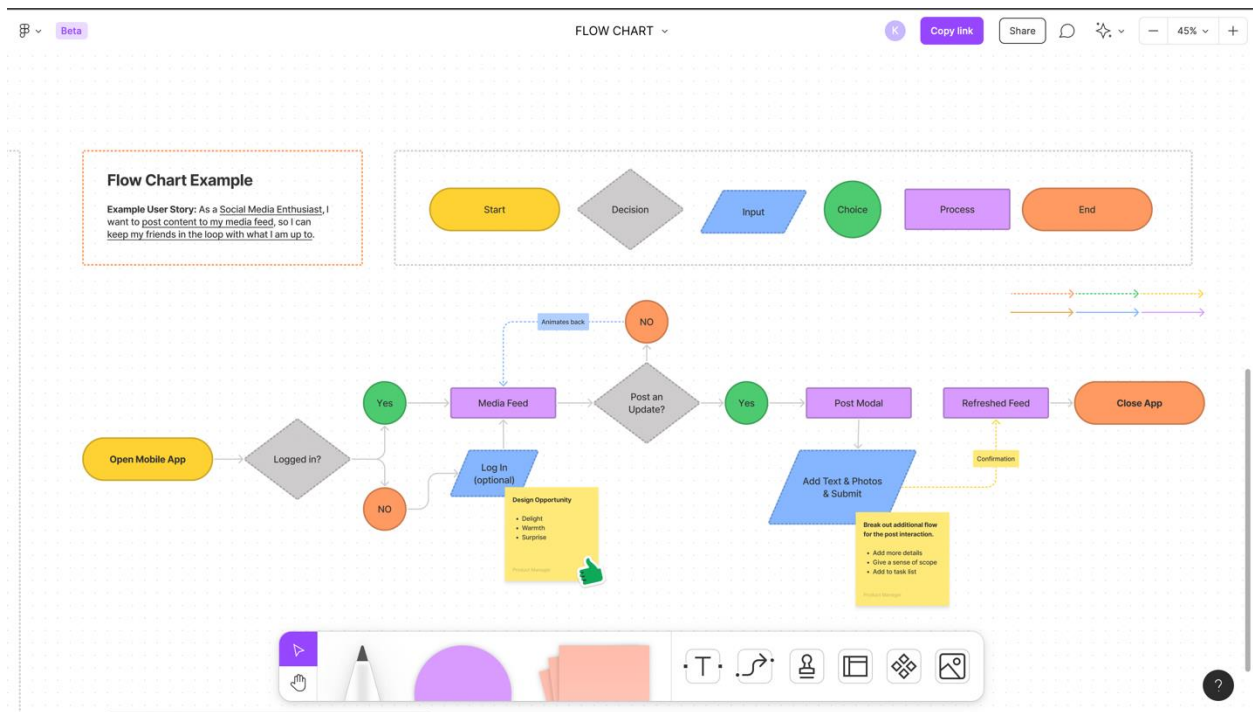 Beta
FLOW CHART
K
Copy link
Share
45%
Flow Chart Example
Example User Story: As a Social Media Enthusiast, I
want to post content to my media feed, so I can
keep my friends in the loop with what I am up to.
Start
Decision
Input
Choice
Process
End
Animates back
NO
Yes
Media Feed
Post an
Update?
Yes
Post Modal
Refreshed Feed
Close App
Open Mobile App
Logged in?
Log In
(optional)
NO
Add Text & Photos
& Submit
Confirmation
Design Opportunity
• Delight
• Warmth
• Surprise
Product Manager
Break out additional flow
for the post interaction.
• Add more details
• Give a sense of scope
• Add to task list
Product Manager
T
?